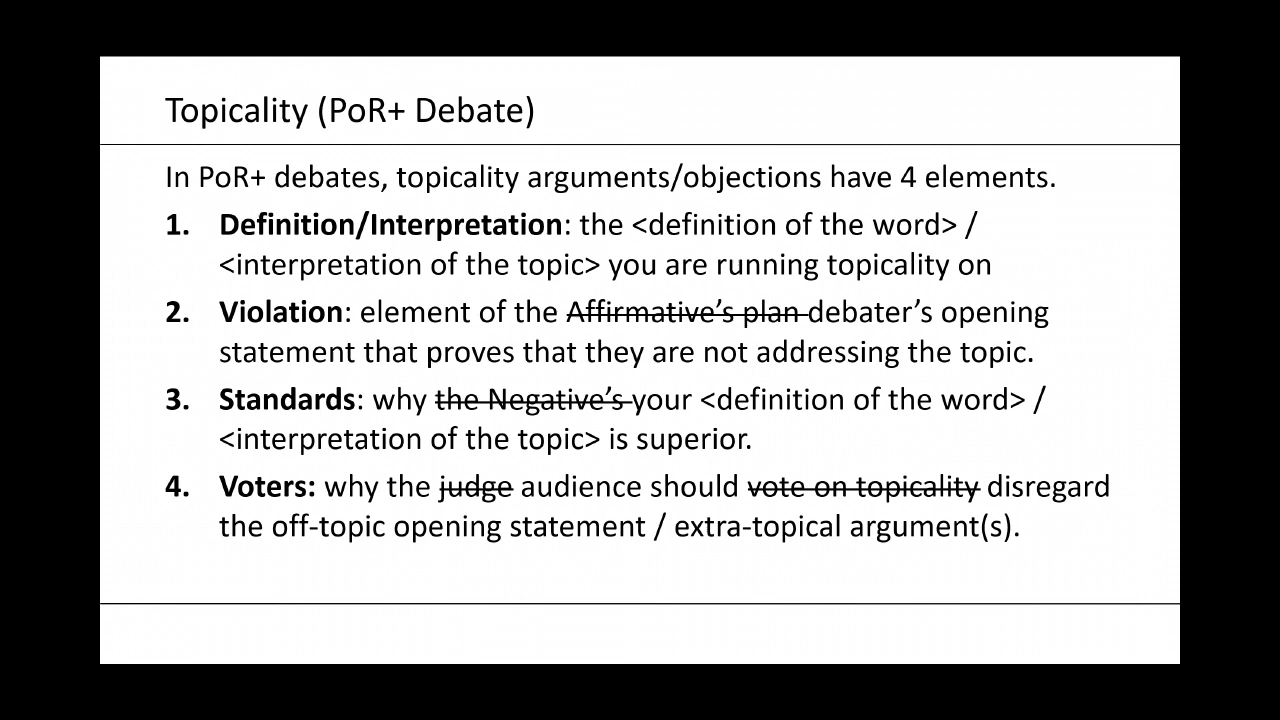 Topicality (PoR+ Debate)
In PoR+ debates, topicality arguments/objections have 4 elements.
1. Definition/Interpretation: the <definition of the word> /
<interpretation of the topic> you are running topicality on
2. Violation: element of the Affirmative’s plan debater’s opening
statement that proves that they are not addressing the topic.
3. Standards: why the Negative’s your <definition of the word> /
<interpretation of the topic> is superior.
4. Voters: why the judge audience should vote on topicality disregard
the off-topic opening statement / extra-topical argument(s).